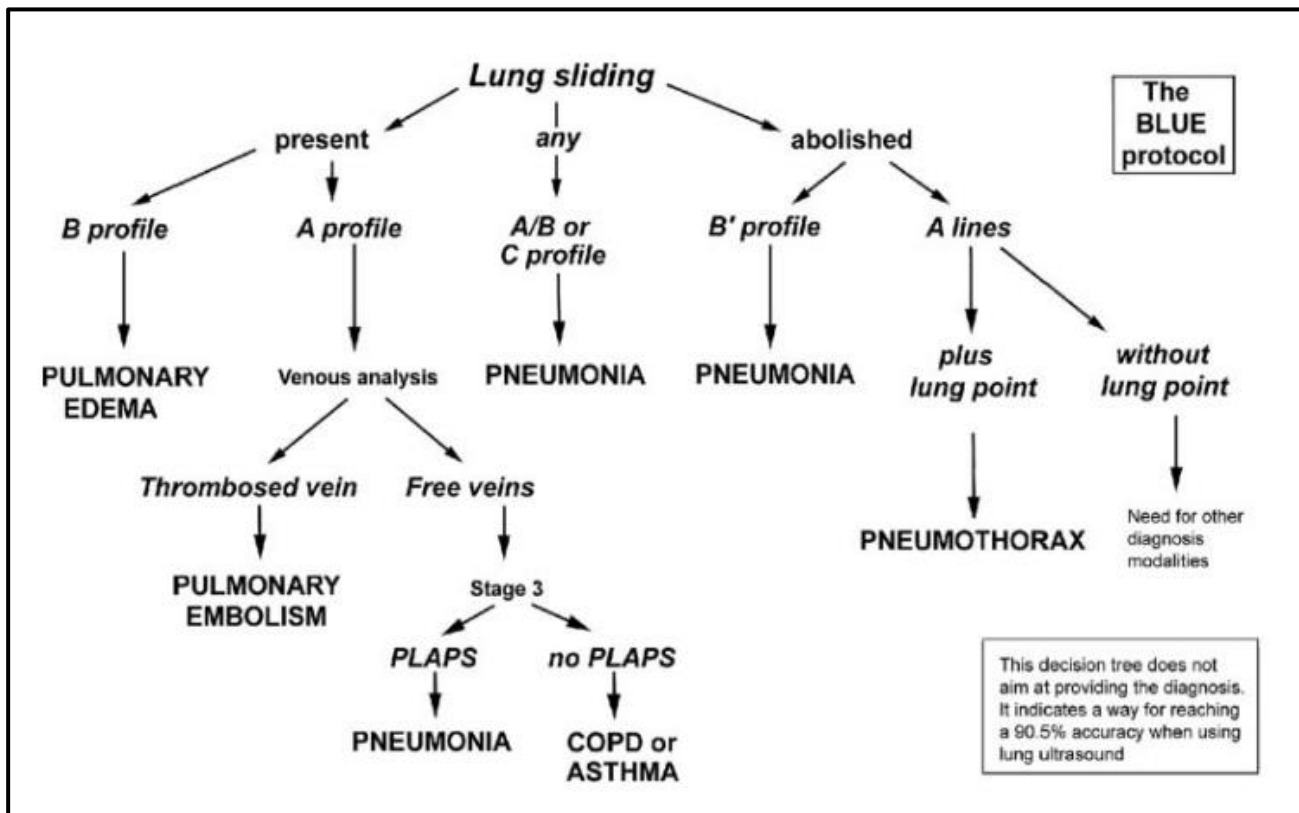 Lung sliding
The
BLUE
protocol
present
any
abolished
B profile
A profile
A/B or
C profile
B' profile
A lines
PULMONARY
EDEMA
Venous analysis
PNEUMONIA
PNEUMONIA
plus
lung point
without
lung point
Thrombosed vein
Free veins
PNEUMOTHORAX
Need for other
diagnosis
modalities
PULMONARY
EMBOLISM
Stage 3
PLAPS
no PLAPS
PNEUMONIA
COPD or
ASTHMA
This decision tree does not
aim at providing the diagnosis.
It indicates a way for reaching
a 90.5% accuracy when using
lung ultrasound